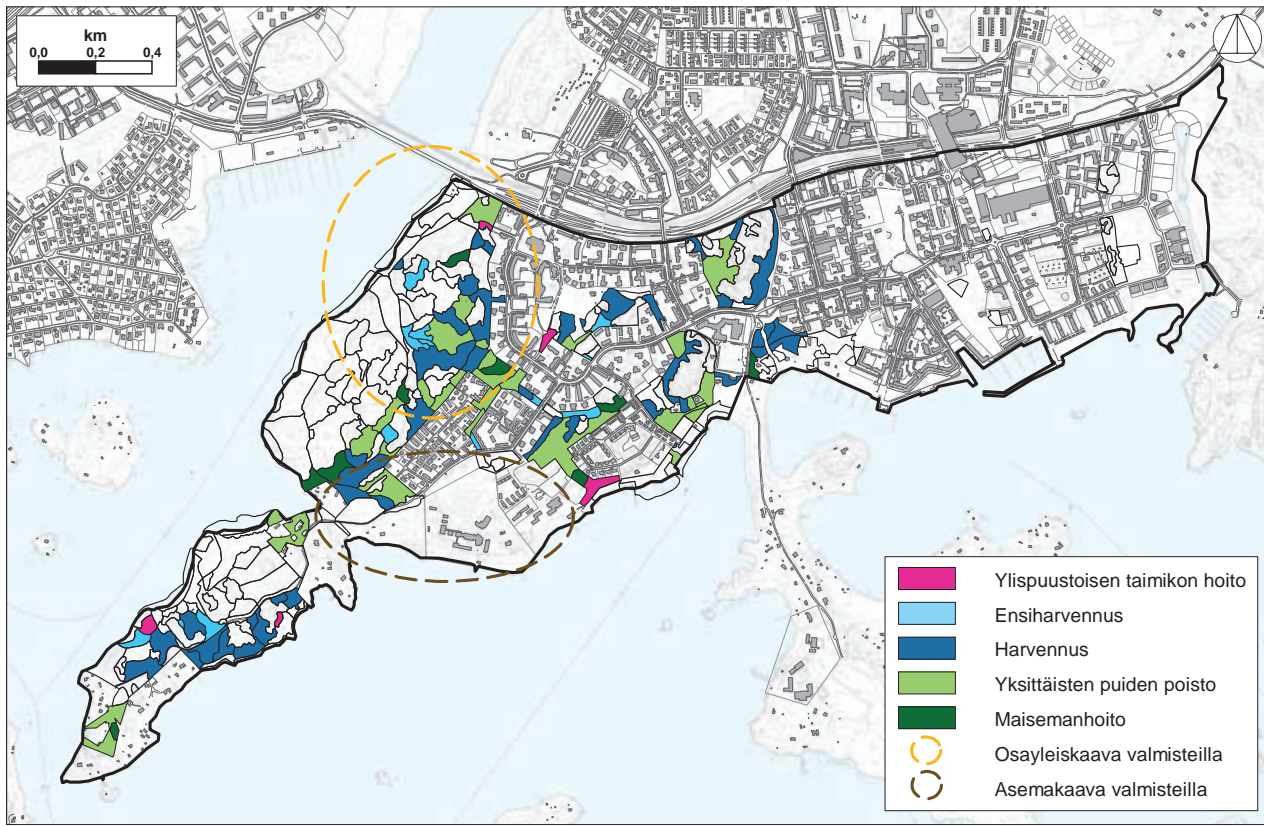 km
0,0 0,2 0,4
Ylispuustoisen taimikon hoito
Ensiharvennus
Harvennus
Yksittäisten puiden poisto
Maisemanhoito
Osayleiskaava valmisteilla
Asemakaava valmisteilla